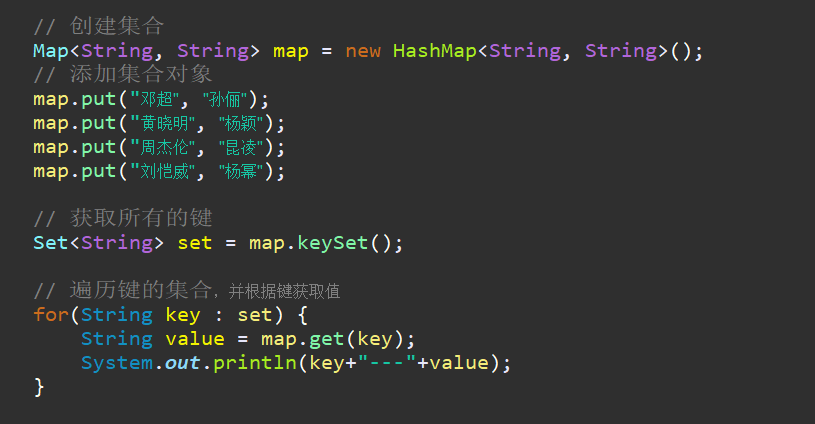 // 创建集合
Map<String, String> map = new HashMap<String, String>();
// 添加集合对象
map.put("邓超", "孙俪");
map.put("黄晓明", "杨颖");
map.put("周杰伦", "昆凌");
map.put("刘恺威", "杨幂");
// 获取所有的键
Set<String> set = map.keySet();
// 遍历键的集合，并根据键获取值
for(String key : set) {
    String value = map.get(key);
    System.out.println(key+"---"+value);
}